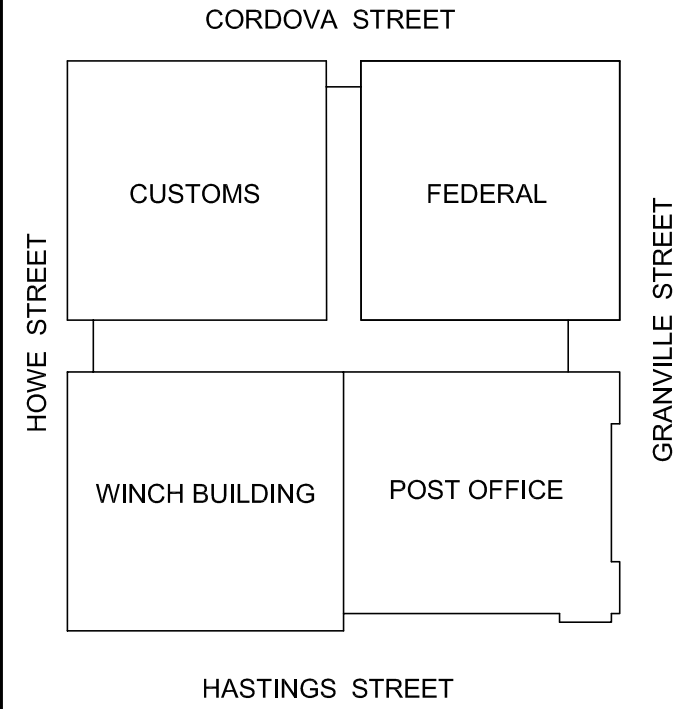 CORDOVA STREET
CUSTOMS
FEDERAL
HOWE STREET
GRANVILLE STREET
WINCH BUILDING
POST OFFICE
HASTINGS STREET